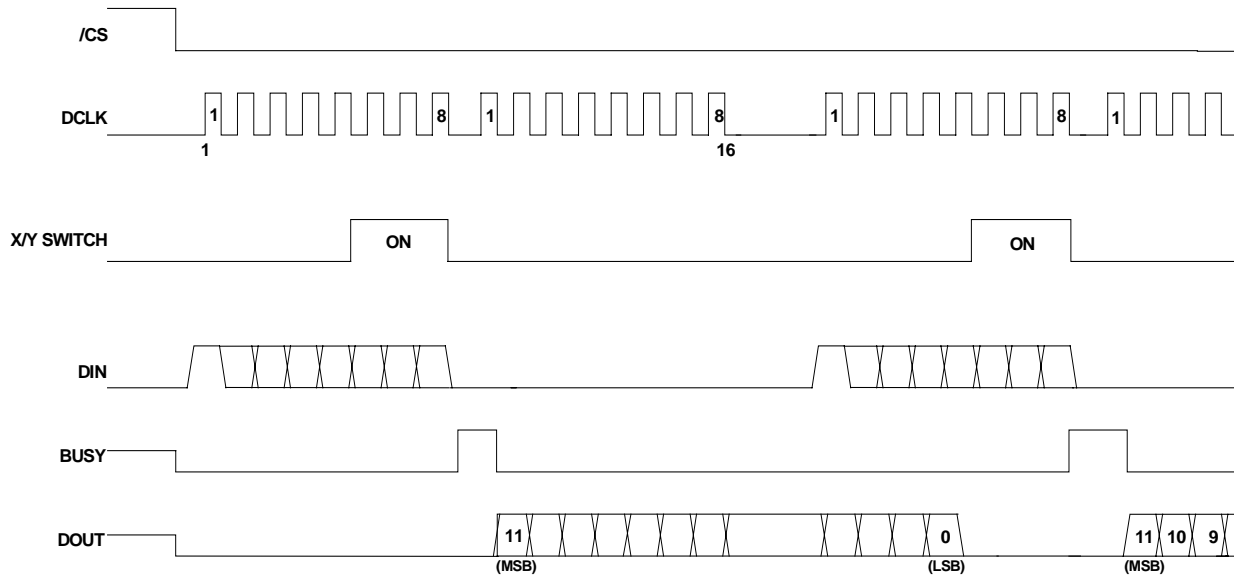 /CS
DCLK 1 8 1 8 1 8 1
1 16
X/Y SWITCH ON ON
DIN
BUSY
DOUT 11 0 11 10 9
(MSB) (LSB) (MSB)